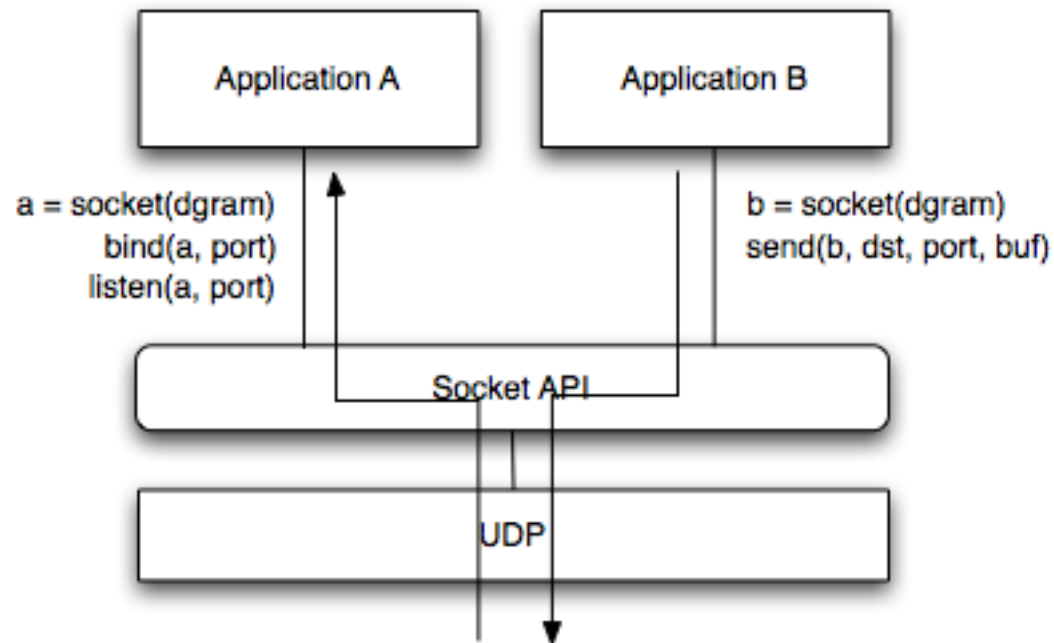 Application A
Application B
a = socket(dgram)
bind(a, port)
listen(a, port)
b = socket(dgram)
send(b, dst, port, buf)
Socket API
UDP